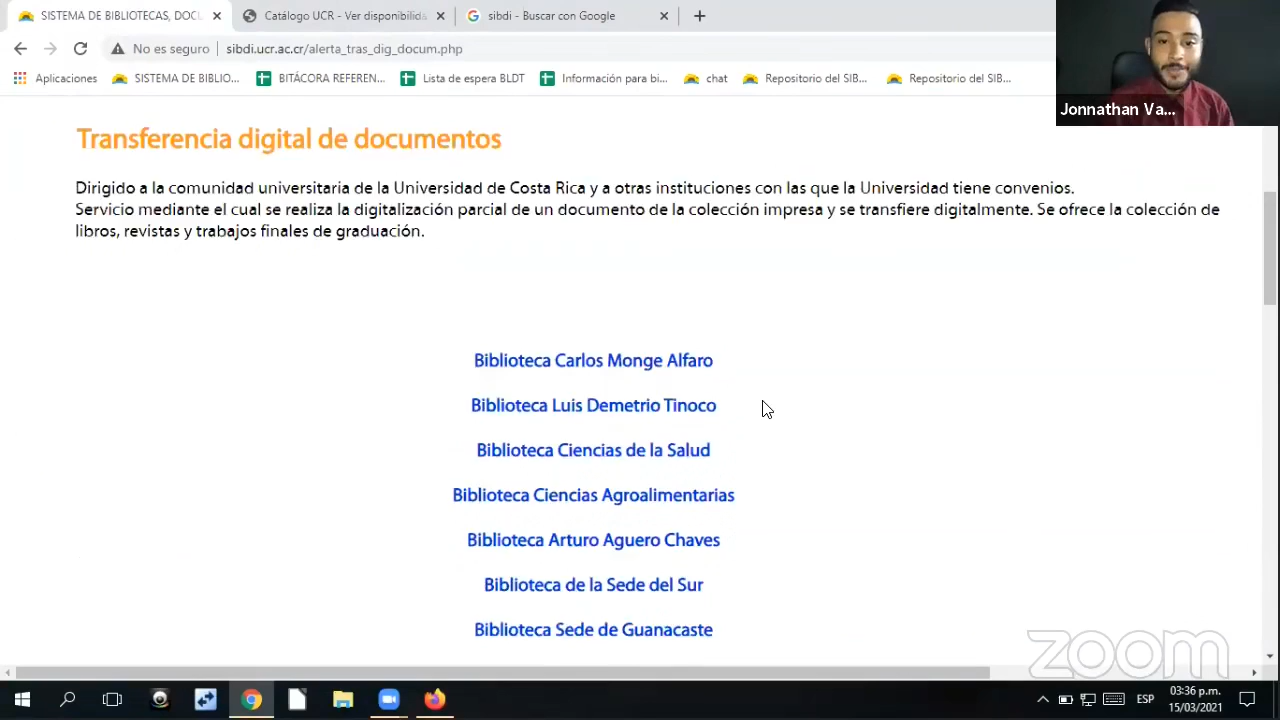 SISTEMA DE BIBLIOTECAS, DOCU
Catálogo UCR - Ver disponibilida
sibdi - Buscar con Google
No es seguro
sibdi.ucr.ac.cr/alerta_tras_dig_docum.php
Aplicaciones
SISTEMA DE BIBLIO...
BITÁCORA REFEREN...
Lista de espera BLDT
Información para bi...
chat
Repositorio del SIB...
Repositorio del SIB...
Jonnathan Va...
Transferencia digital de documentos
Dirigido a la comunidad universitaria de la Universidad de Costa Rica y a otras instituciones con las que la Universidad tiene convenios.
Servicio mediante el cual se realiza la digitalización parcial de un documento de la colección impresa y se transfiere digitalmente. Se ofrece la colección de
libros, revistas y trabajos finales de graduación.
Biblioteca Carlos Monge Alfaro
Biblioteca Luis Demetrio Tinoco
Biblioteca Ciencias de la Salud
Biblioteca Ciencias Agroalimentarias
Biblioteca Arturo Aguero Chaves
Biblioteca de la Sede del Sur
Biblioteca Sede de Guanacaste
zoom
ESP
03:36 p.m.
15/03/2021